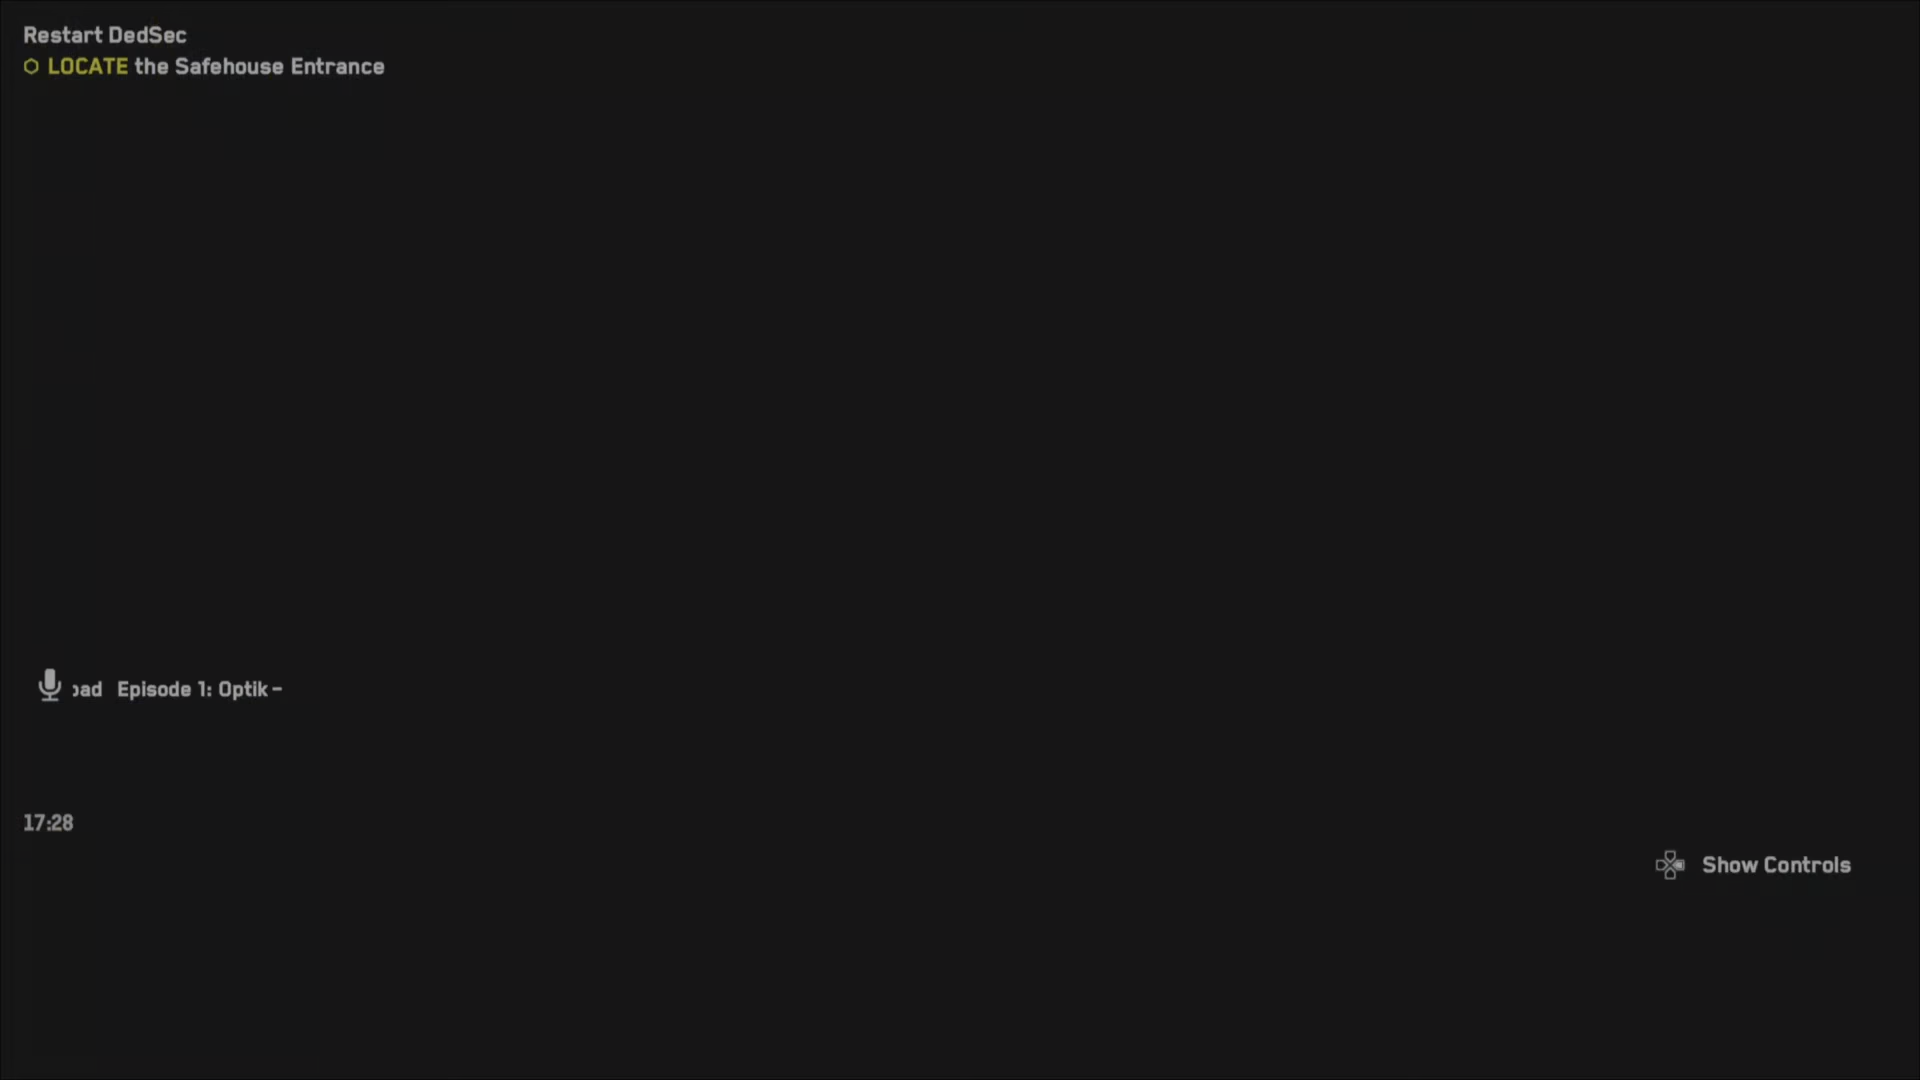 Restart DedSec
LOCATE the Safehouse Entrance
Episode 1: Optik -
17:28
Show Controls